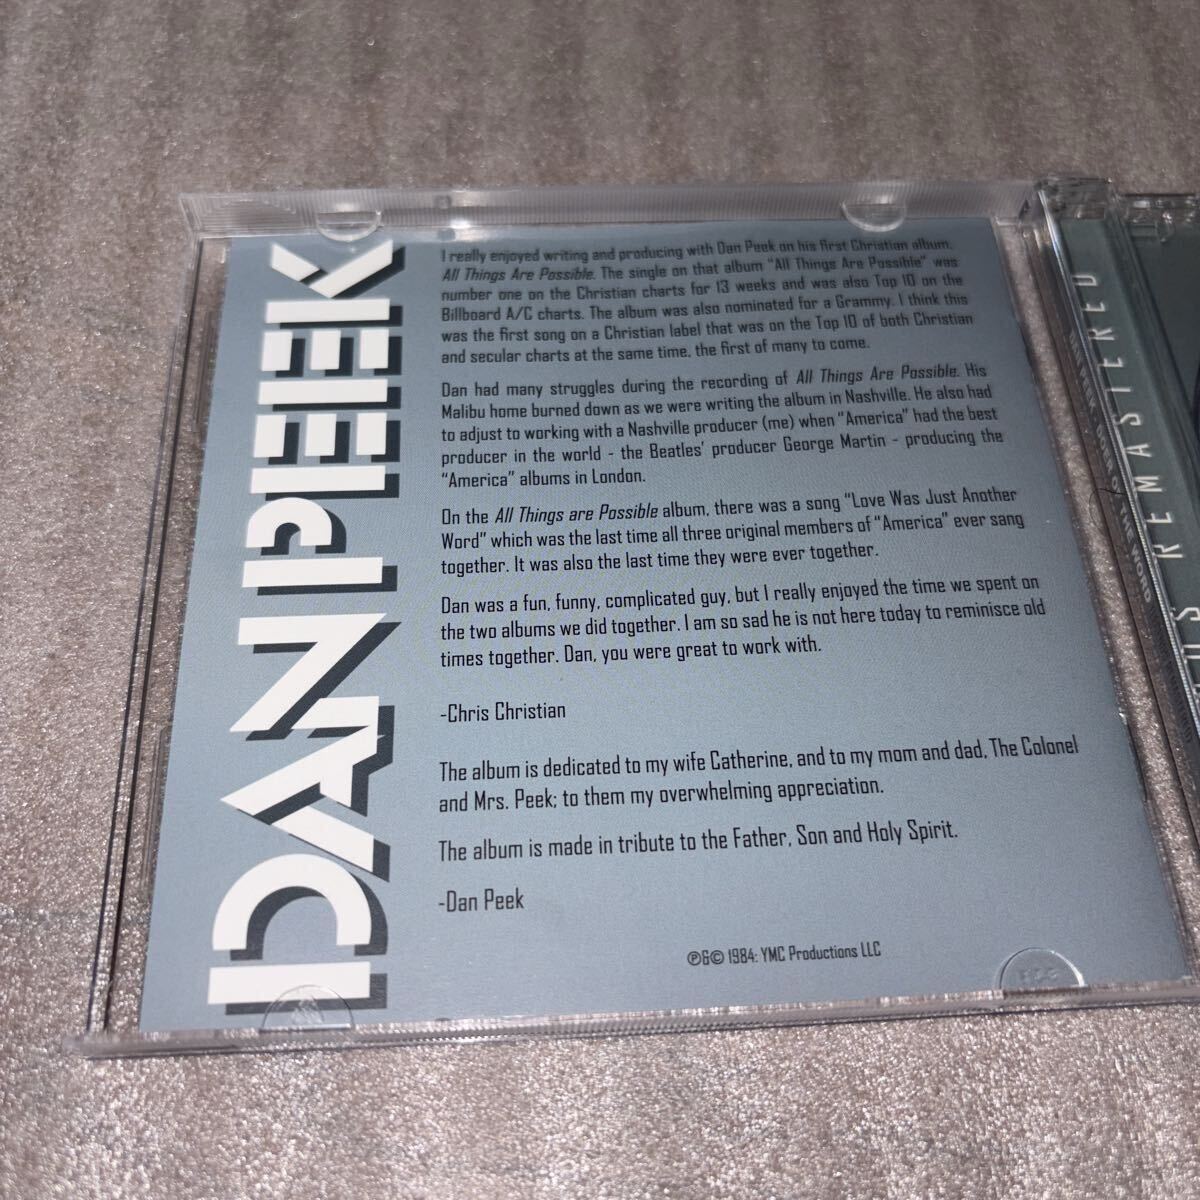 DAN PEEK
I really enjoyed writing and producing with Dan Peek on his first Christian album,
All Things Are Possible. The single on that album "All Things Are Possible" was
number one on the Christian charts for 13 weeks and was also Top 10 on the
Billboard A/C charts. The album was also nominated for a Grammy. I think this
was the first song on a Christian label that was on the Top 10 of both Christian
and secular charts at the same time, the first of many to come.
Dan had many struggles during the recording of All Things Are Possible. His
Malibu home burned down as we were writing the album in Nashville. He also had
to adjust to working with a Nashville producer (me) when "America" had the best
producer in the world - the Beatles' producer George Martin - producing the
"America" albums in London.
On the All Things are Possible album, there was a song "Love Was Just Another
Word" which was the last time all three original members of "America" ever sang
together. It was also the last time they were ever together.
Dan was a fun, funny, complicated guy, but I really enjoyed the time we spent on
the two albums we did together. I am so sad he is not here today to reminisce old
times together. Dan, you were great to work with.
-Chris Christian
The album is dedicated to my wife Catherine, and to my mom and dad, The Colonel
and Mrs. Peek; to them my overwhelming appreciation.
The album is made in tribute to the Father, Son and Holy Spirit.
-Dan Peek
℗&© 1984: YMC Productions LLC
REMASTERED